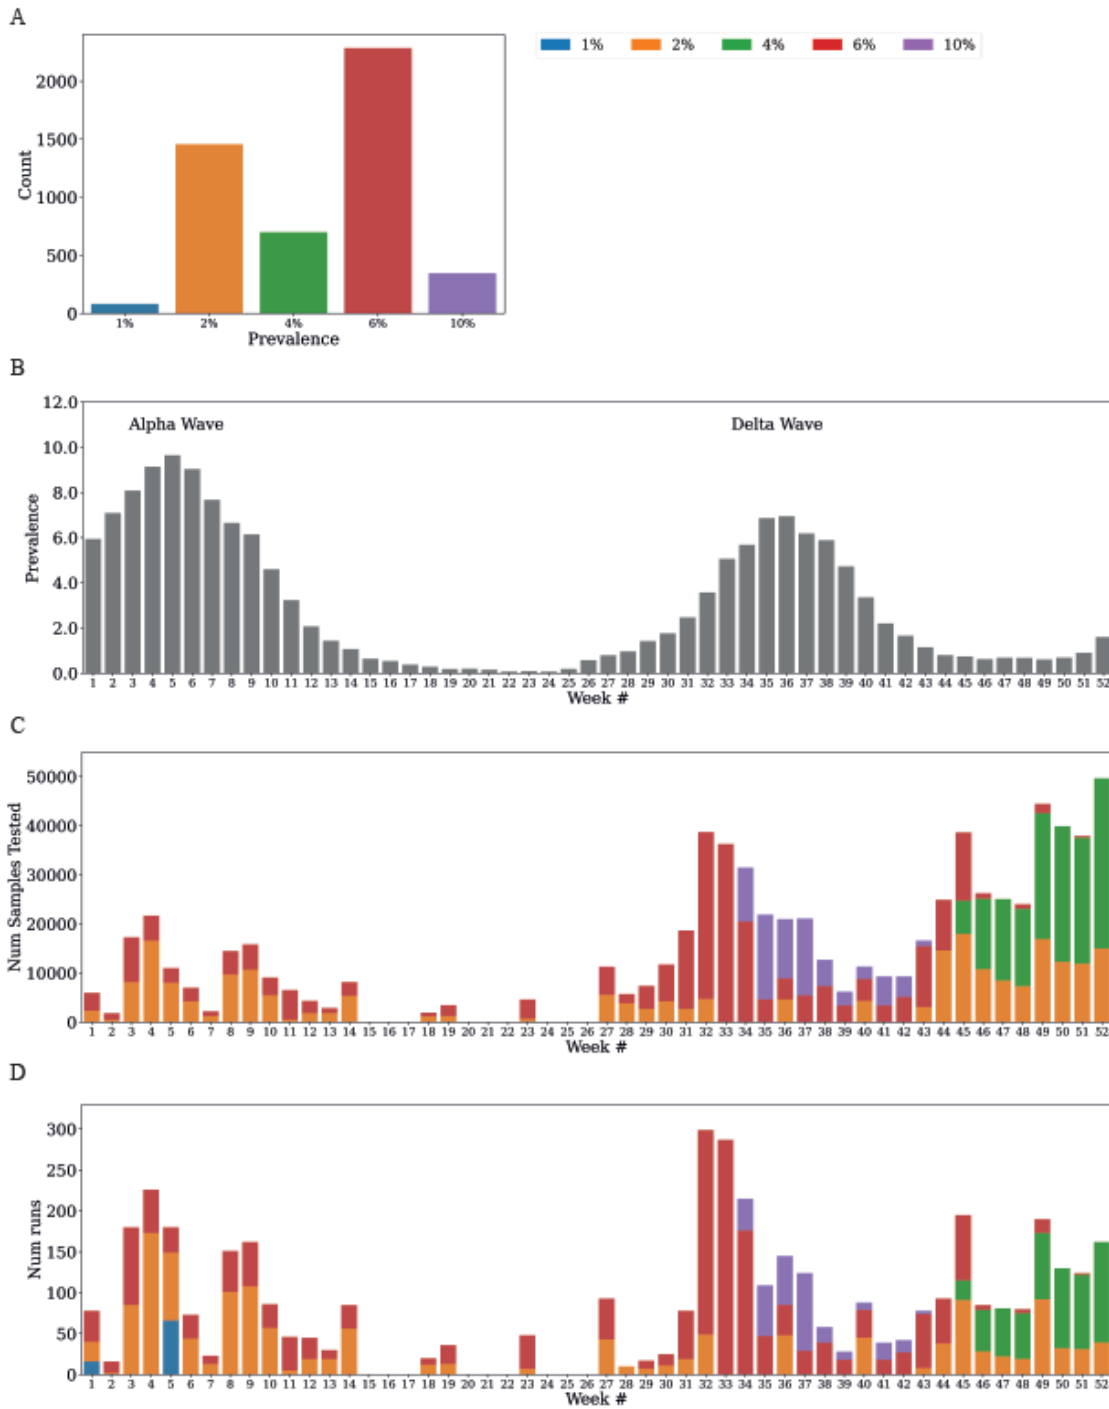 A
1% 2% 4% 6% 10%
2000
1500
1000
500
0
Count
1% 2% 4% 6% 10%
Prevalence
B
12.0
10.0
8.0
6.0
4.0
2.0
0.0
Prevalence
Alpha Wave Delta Wave
1 2 3 4 5 6 7 8 9 10 11 12 13 14 15 16 17 18 19 20 21 22 23 24 25 26 27 28 29 30 31 32 33 34 35 36 37 38 39 40 41 42 43 44 45 46 47 48 49 50 51 52
Week #
C
50000
40000
30000
20000
10000
0
Num Samples Tested
1 2 3 4 5 6 7 8 9 10 11 12 13 14 15 16 17 18 19 20 21 22 23 24 25 26 27 28 29 30 31 32 33 34 35 36 37 38 39 40 41 42 43 44 45 46 47 48 49 50 51 52
Week #
D
300
250
200
150
100
50
0
Num runs
1 2 3 4 5 6 7 8 9 10 11 12 13 14 15 16 17 18 19 20 21 22 23 24 25 26 27 28 29 30 31 32 33 34 35 36 37 38 39 40 41 42 43 44 45 46 47 48 49 50 51 52
Week #